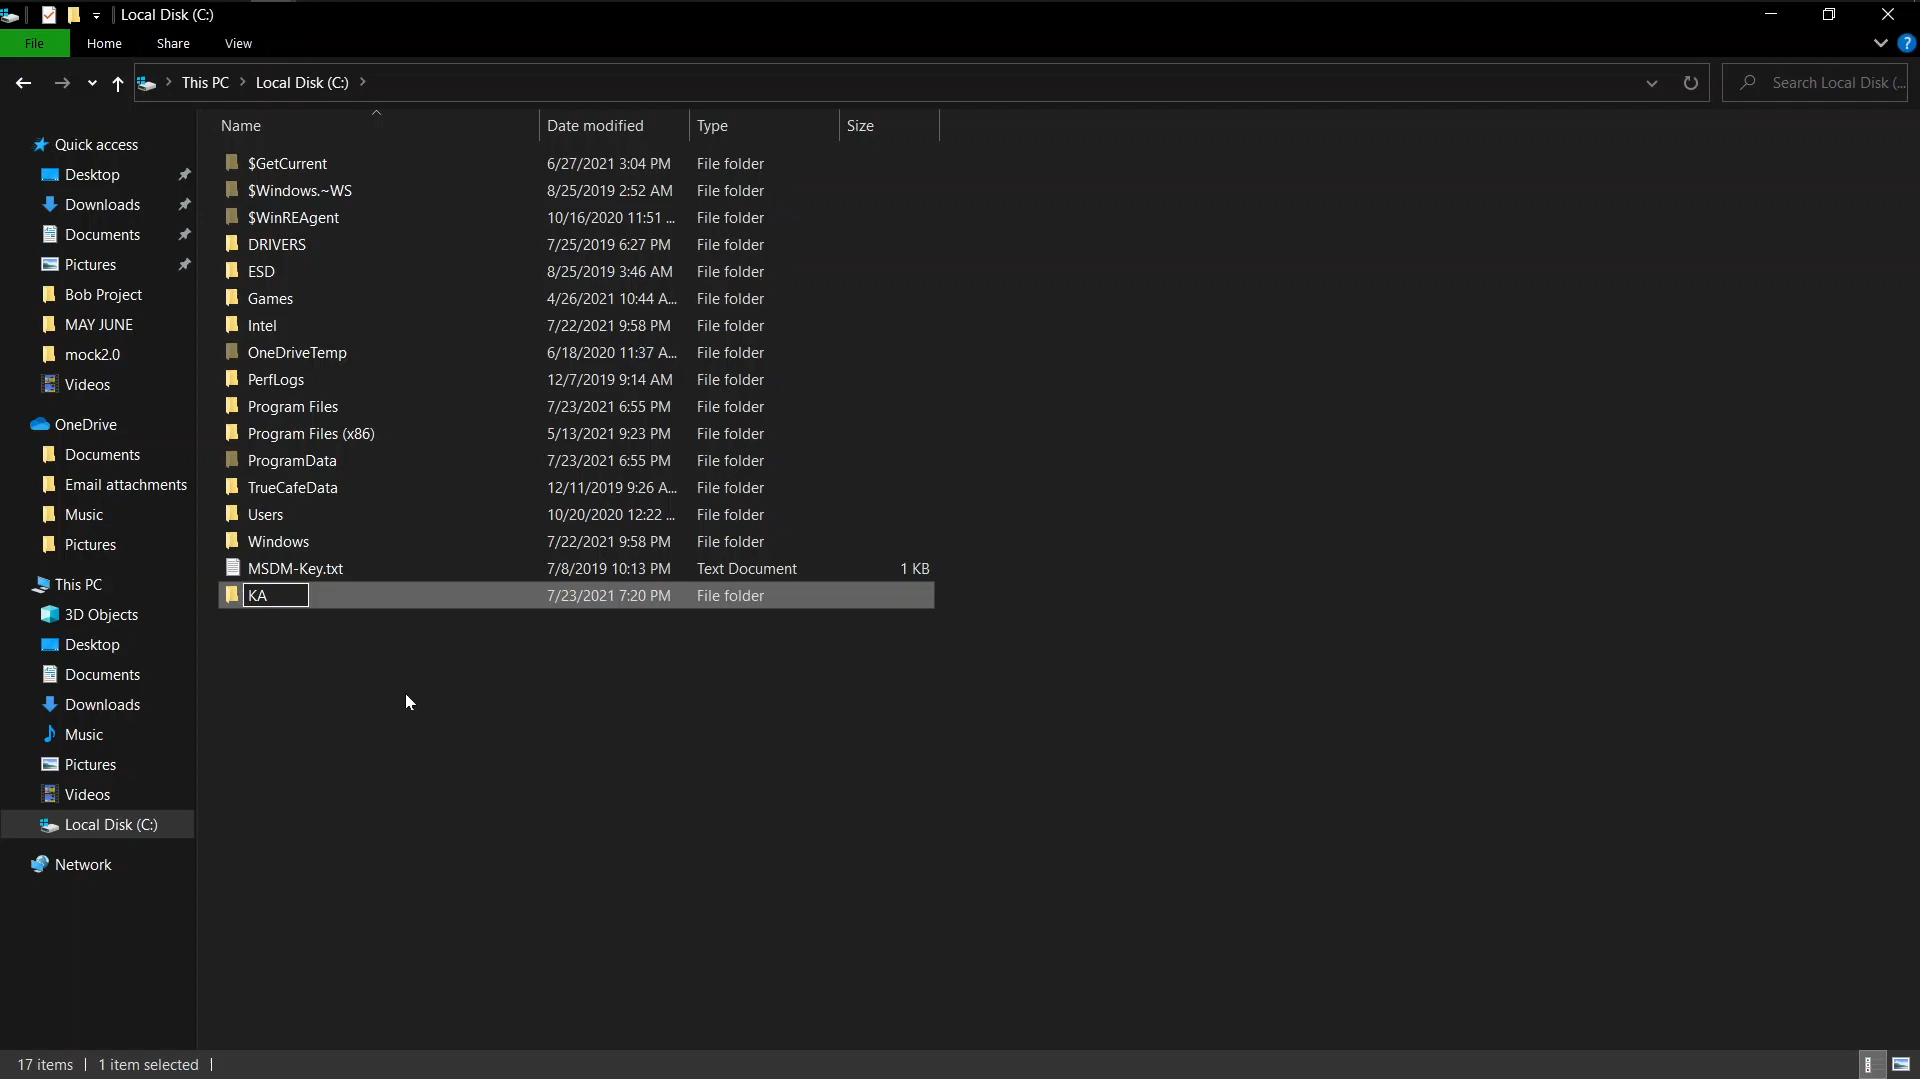 Local Disk (C:)
File Home Share View
?
This PC Local Disk (C:) Search Local Disk (...
Name Date modified Type Size
Quick access
Desktop
Downloads
Documents
Pictures
Bob Project
MAY JUNE
mock2.0
Videos
OneDrive
Documents
Email attachments
Music
Pictures
This PC
3D Objects
Desktop
Documents
Downloads
Music
Pictures
Videos
Local Disk (C:)
Network
$GetCurrent 6/27/2021 3:04 PM File folder
$Windows.~WS 8/25/2019 2:52 AM File folder
$WinREAgent 10/16/2020 11:51 ... File folder
DRIVERS 7/25/2019 6:27 PM File folder
ESD 8/25/2019 3:46 AM File folder
Games 4/26/2021 10:44 A... File folder
Intel 7/22/2021 9:58 PM File folder
OneDriveTemp 6/18/2020 11:37 A... File folder
PerfLogs 12/7/2019 9:14 AM File folder
Program Files 7/23/2021 6:55 PM File folder
Program Files (x86) 5/13/2021 9:23 PM File folder
ProgramData 7/23/2021 6:55 PM File folder
TrueCafeData 12/11/2019 9:26 A... File folder
Users 10/20/2020 12:22 ... File folder
Windows 7/22/2021 9:58 PM File folder
MSDM-Key.txt 7/8/2019 10:13 PM Text Document 1 KB
KA 7/23/2021 7:20 PM File folder
17 items 1 item selected